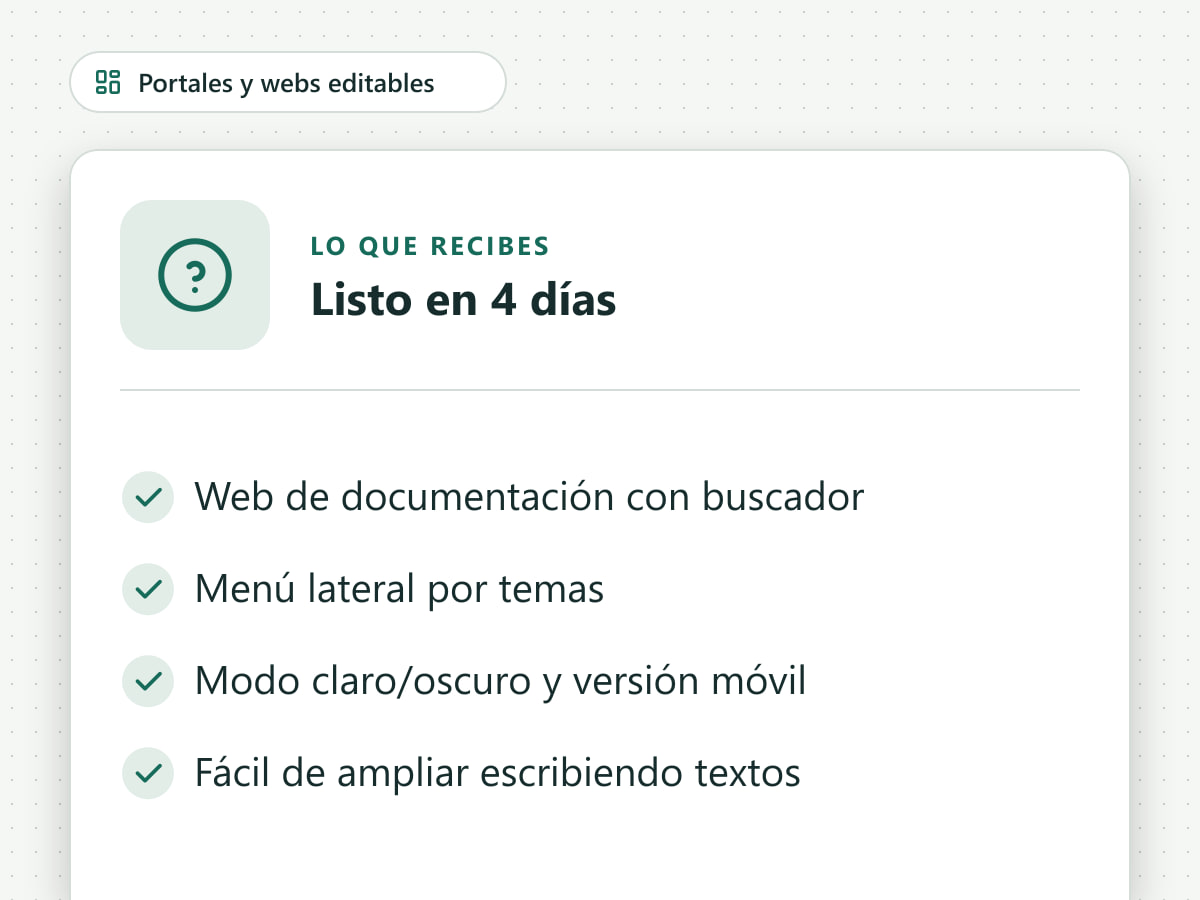 Portales y webs editables
LO QUE RECIBES
Listo en 4 días
Web de documentación con buscador
Menú lateral por temas
Modo claro/oscuro y versión móvil
Fácil de ampliar escribiendo textos